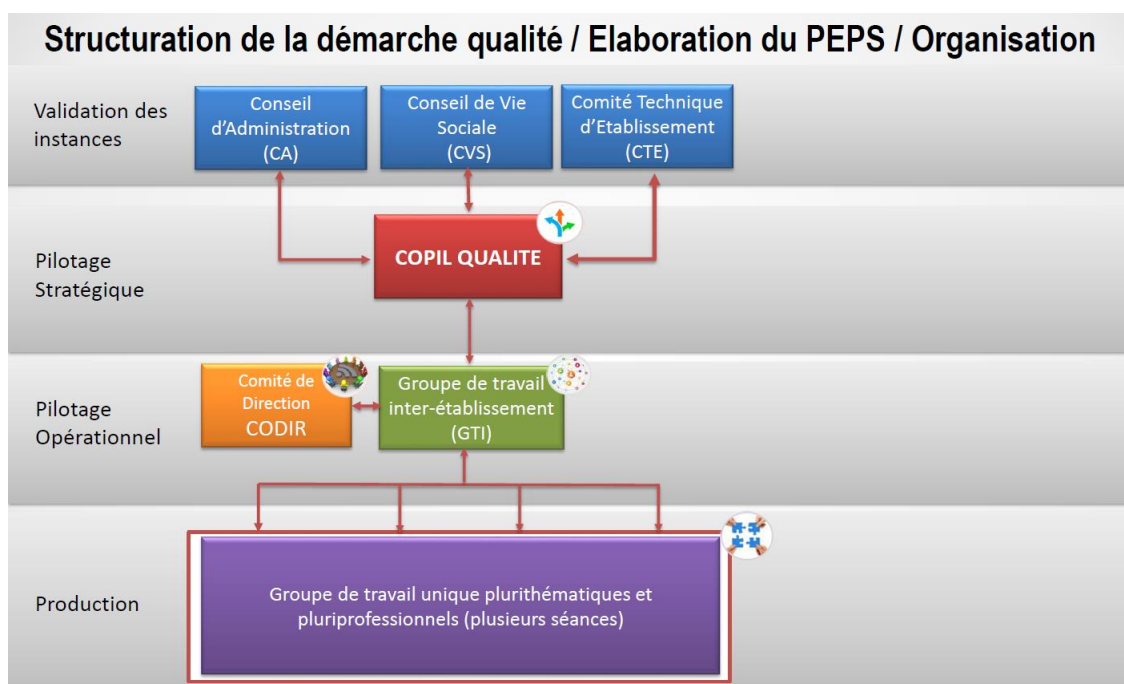 Structuration de la démarche qualité / Elaboration du PEPS / Organisation
Validation des
instances
Conseil
d'Administration
(CA)
Conseil de Vie
Sociale
(CVS)
Comité Technique
d'Etablissement
(CTE)
Pilotage
Stratégique
COPIL QUALITE
Pilotage
Opérationnel
Comité de
Direction
CODIR
Groupe de travail
inter-établissement
(GTI)
Production
Groupe de travail unique plurithématiques et
pluriprofessionnels (plusieurs séances)